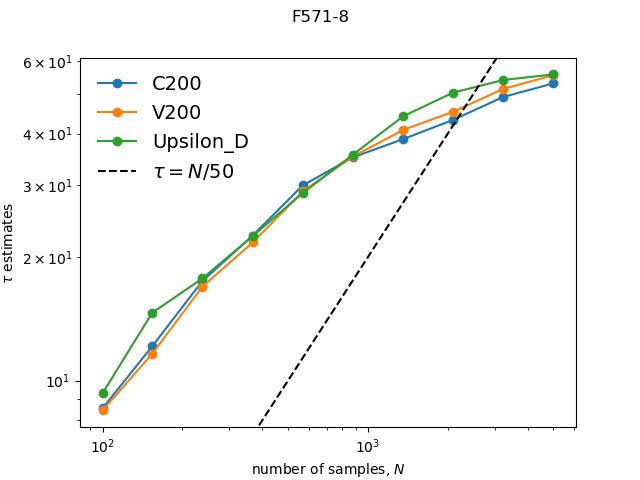 F571-8
C200
V200
Upsilon_D
τ = N/50
6 × 10¹
4 × 10¹
3 × 10¹
2 × 10¹
10¹
τ estimates
10²
10³
number of samples, N